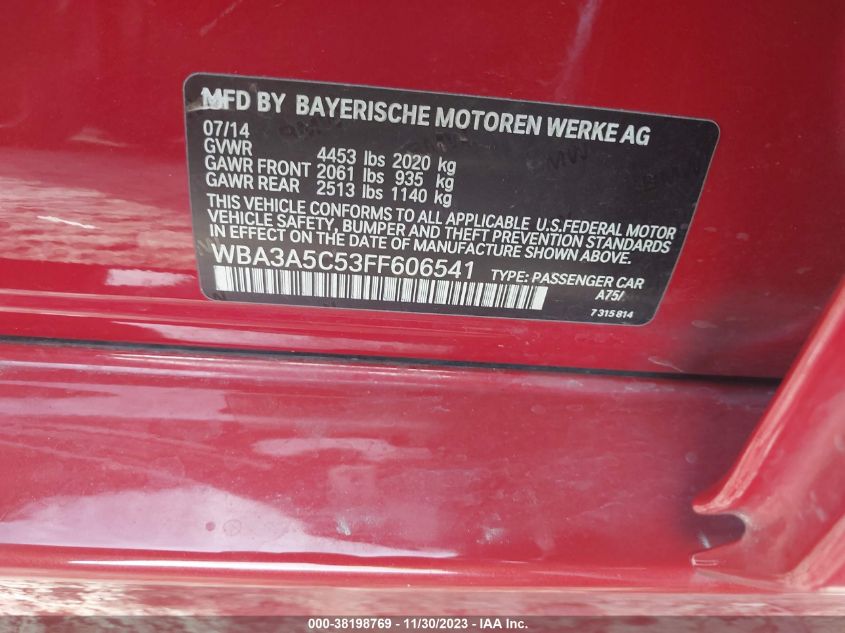 MFD BY BAYERISCHE MOTOREN WERKE AG
07/14
GVWR 4453 lbs 2020 kg
GAWR FRONT 2061 lbs 935 kg
GAWR REAR 2513 lbs 1140 kg
THIS VEHICLE CONFORMS TO ALL APPLICABLE U.S.FEDERAL MOTOR
VEHICLE SAFETY, BUMPER AND THEFT PREVENTION STANDARDS
IN EFFECT ON THE DATE OF MANUFACTURE SHOWN ABOVE.
WBA3A5C53FF606541 TYPE: PASSENGER CAR
A75/
7 315 814
000-38198769 - 11/30/2023 - IAA Inc.